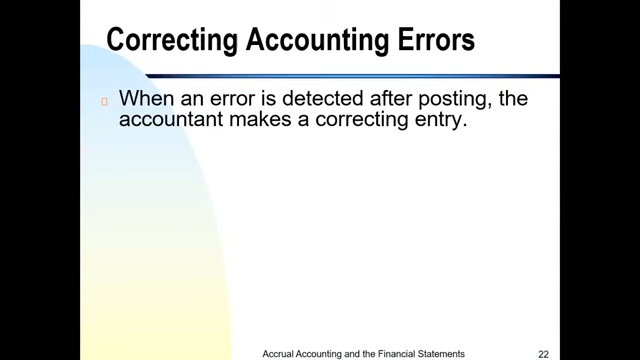 Correcting Accounting Errors
When an error is detected after posting, the
accountant makes a correcting entry.
Accrual Accounting and the Financial Statements
22